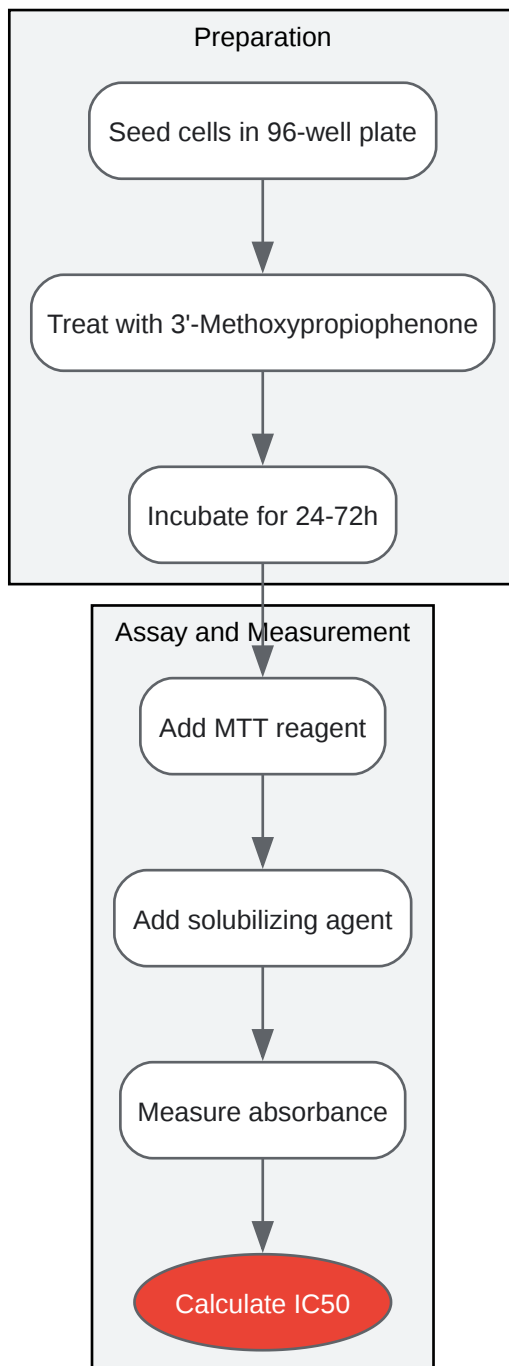 Preparation
Seed cells in 96-well plate
Treat with 3'-Methoxypropiophenone
Incubate for 24-72h
Assay and Measurement
Add MTT reagent
Add solubilizing agent
Measure absorbance
Calculate IC50